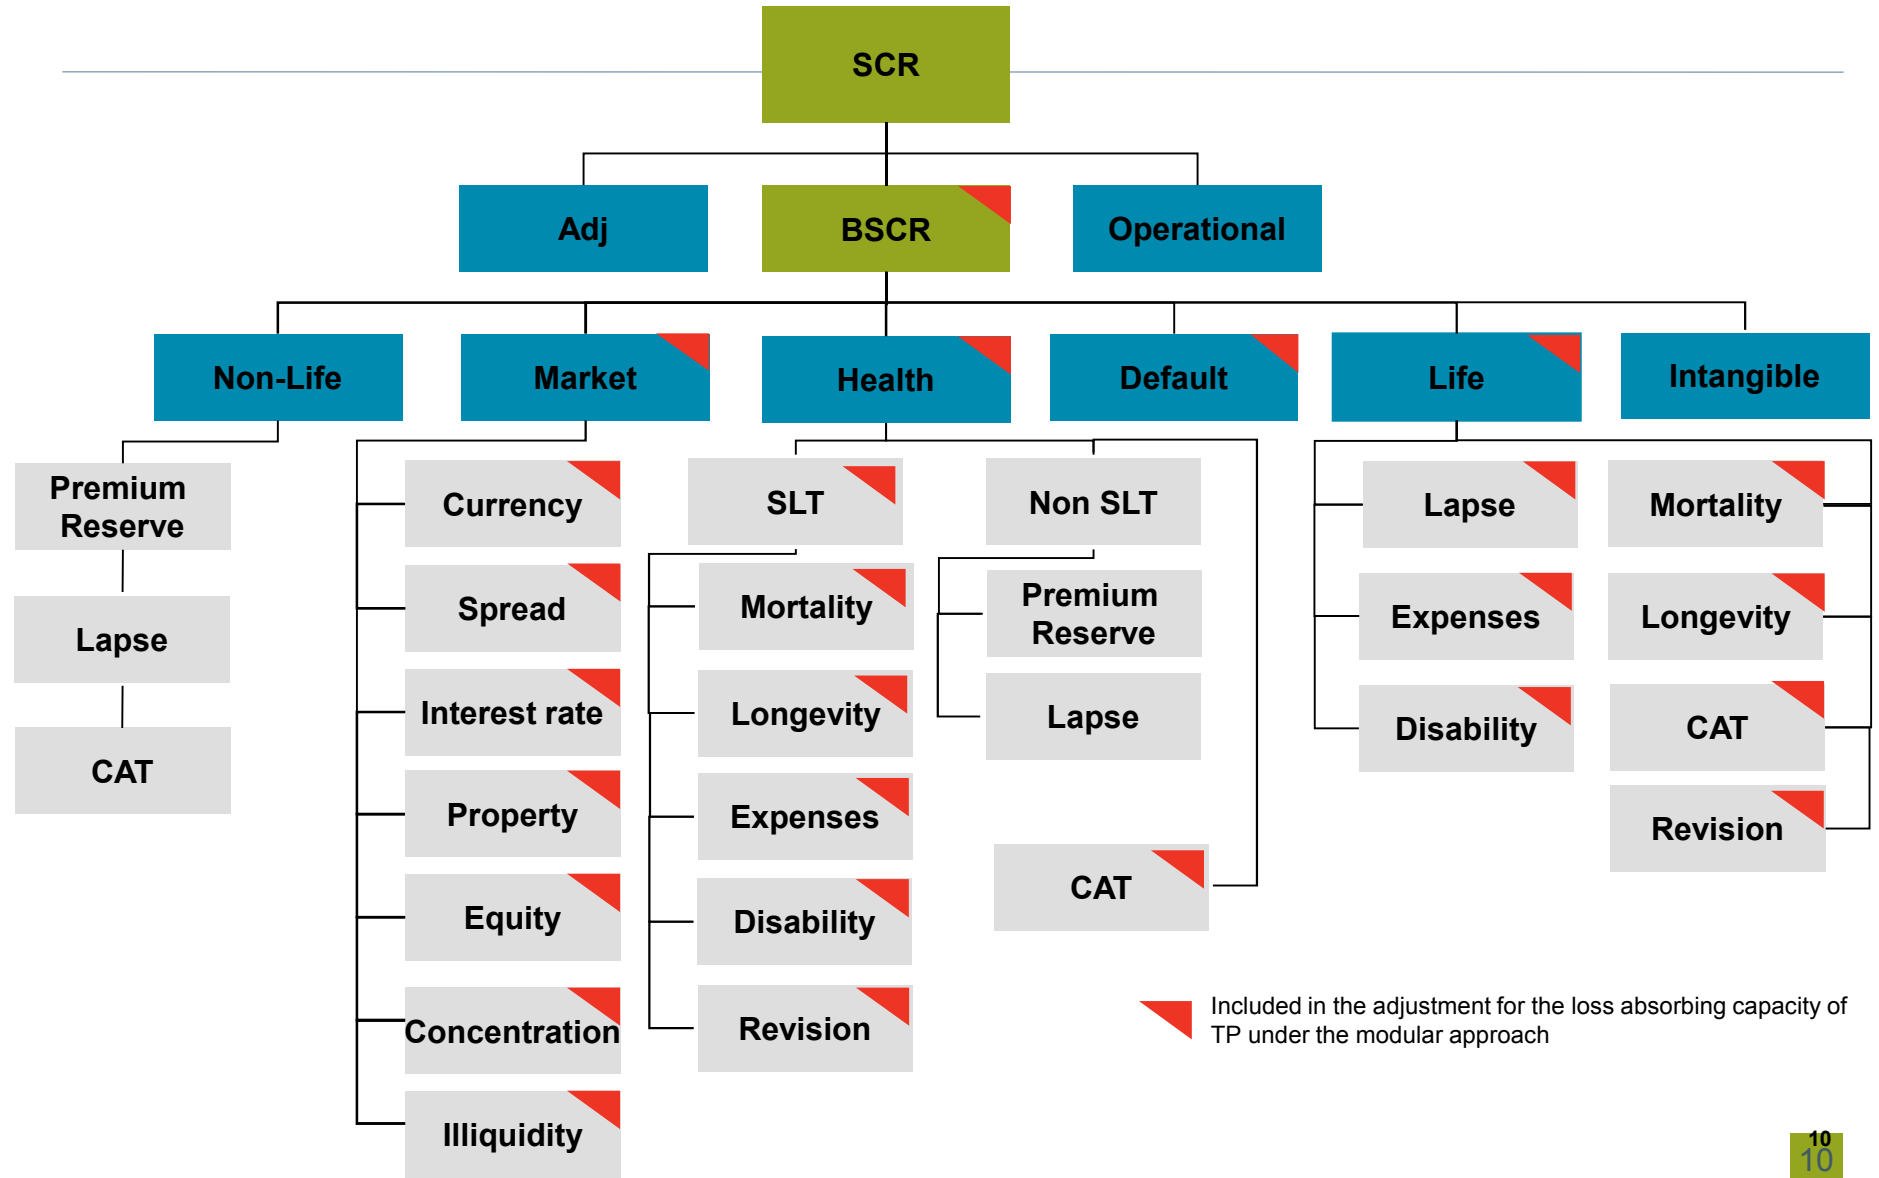 SCR
Adj
BSCR
Operational
Non-Life
Market
Health
Default
Life
Intangible
Premium
Reserve
Lapse
CAT
Currency
Spread
Interest rate
Property
Equity
Concentration
Illiquidity
SLT
Mortality
Longevity
Expenses
Disability
Revision
Non SLT
Premium
Reserve
Lapse
CAT
Lapse
Expenses
Disability
Mortality
Longevity
CAT
Revision
Included in the adjustment for the loss absorbing capacity of
TP under the modular approach
10
10